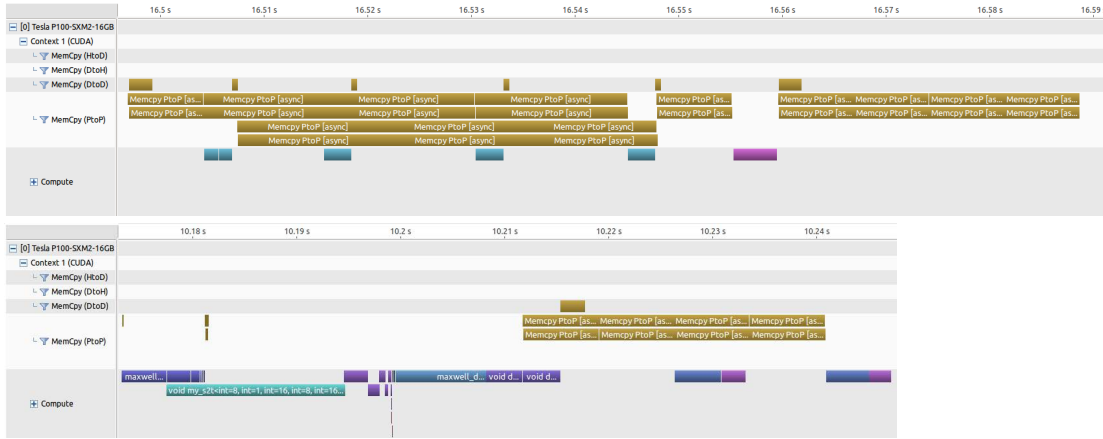 16.5 s 16.51 s 16.52 s 16.53 s 16.54 s 16.55 s 16.56 s 16.57 s 16.58 s 16.59
[0] Tesla P100-SXM2-16GB
Context 1 (CUDA)
MemCpy (HtoD)
MemCpy (DtoH)
MemCpy (DtoD)
Memcpy PtoP [as... Memcpy PtoP [async] Memcpy PtoP [async] Memcpy PtoP [async] Memcpy PtoP [as... Memcpy PtoP [as... Memcpy PtoP [as... Memcpy PtoP [as... Memcpy PtoP [as...
Memcpy PtoP [as... Memcpy PtoP [async] Memcpy PtoP [async] Memcpy PtoP [async] Memcpy PtoP [as... Memcpy PtoP [as... Memcpy PtoP [as... Memcpy PtoP [as... Memcpy PtoP [as...
MemCpy (PtoP)
Memcpy PtoP [async] Memcpy PtoP [async] Memcpy PtoP [async]
Memcpy PtoP [async] Memcpy PtoP [async] Memcpy PtoP [async]
Compute
10.18 s 10.19 s 10.2 s 10.21 s 10.22 s 10.23 s 10.24 s
[0] Tesla P100-SXM2-16GB
Context 1 (CUDA)
MemCpy (HtoD)
MemCpy (DtoH)
MemCpy (DtoD)
Memcpy PtoP [as... Memcpy PtoP [as... Memcpy PtoP [as... Memcpy PtoP [as...
Memcpy PtoP [as... Memcpy PtoP [as... Memcpy PtoP [as... Memcpy PtoP [as...
MemCpy (PtoP)
maxwell... maxwell_d... void d... void d...
void my_s2t<int=8, int=1, int=16, int=8, int=16...
Compute